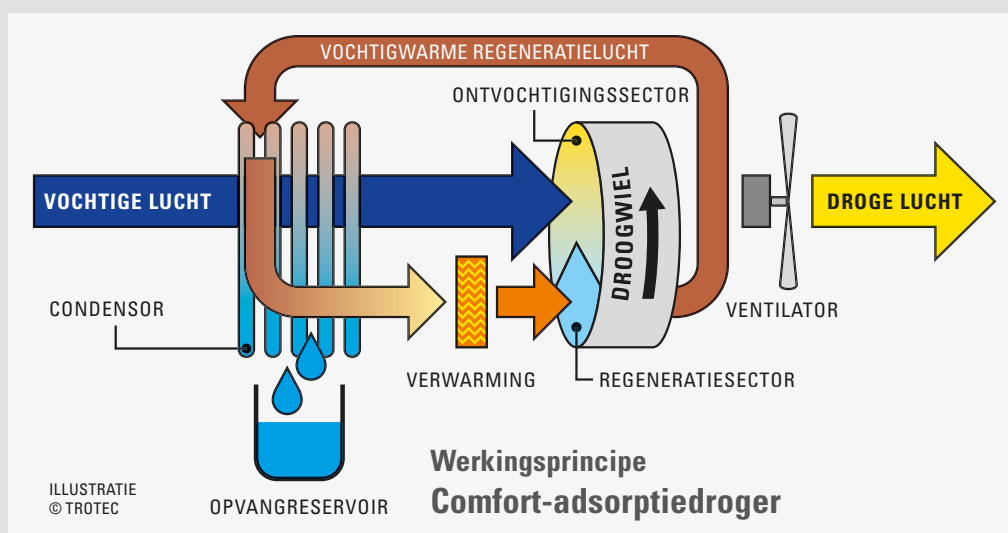 VOCHTIGWARME REGENERATIELUCHT
ONTVOCHTIGINGSSECTOR
VOCHTIGE LUCHT
DROOGWIEL
DROGE LUCHT
CONDENSOR
VENTILATOR
VERWARMING
REGENERATIESECTOR
OPVANGRESERVOIR
Werkingsprincipe
Comfort-adsorptiedroger
ILLUSTRATIE
© TROTEC